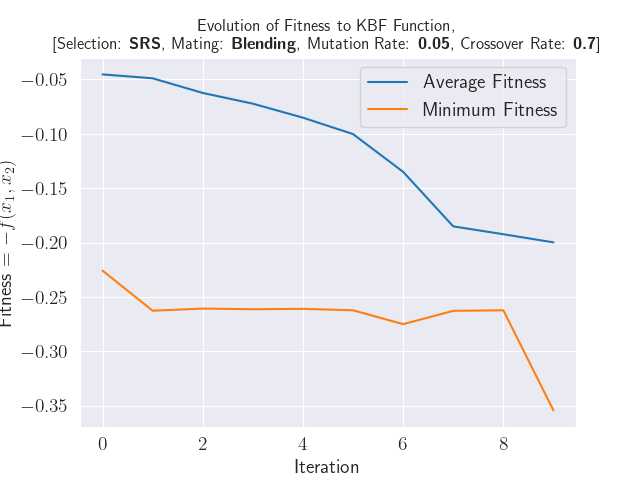 Evolution of Fitness to KBF Function,
[Selection: SRS, Mating: Blending, Mutation Rate: 0.05, Crossover Rate: 0.7]
Average Fitness
Minimum Fitness
−0.05
−0.10
−0.15
−0.20
−0.25
−0.30
−0.35
Fitness = −f(x₁, x₂)
0 2 4 6 8
Iteration